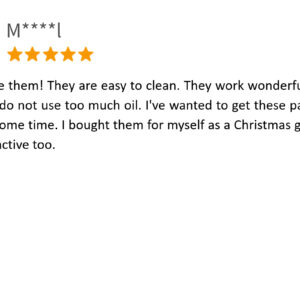 M****l
e them! They are easy to clean. They work wonderfu
do not use too much oil. I've wanted to get these pa
ome time. I bought them for myself as a Christmas g
active too.